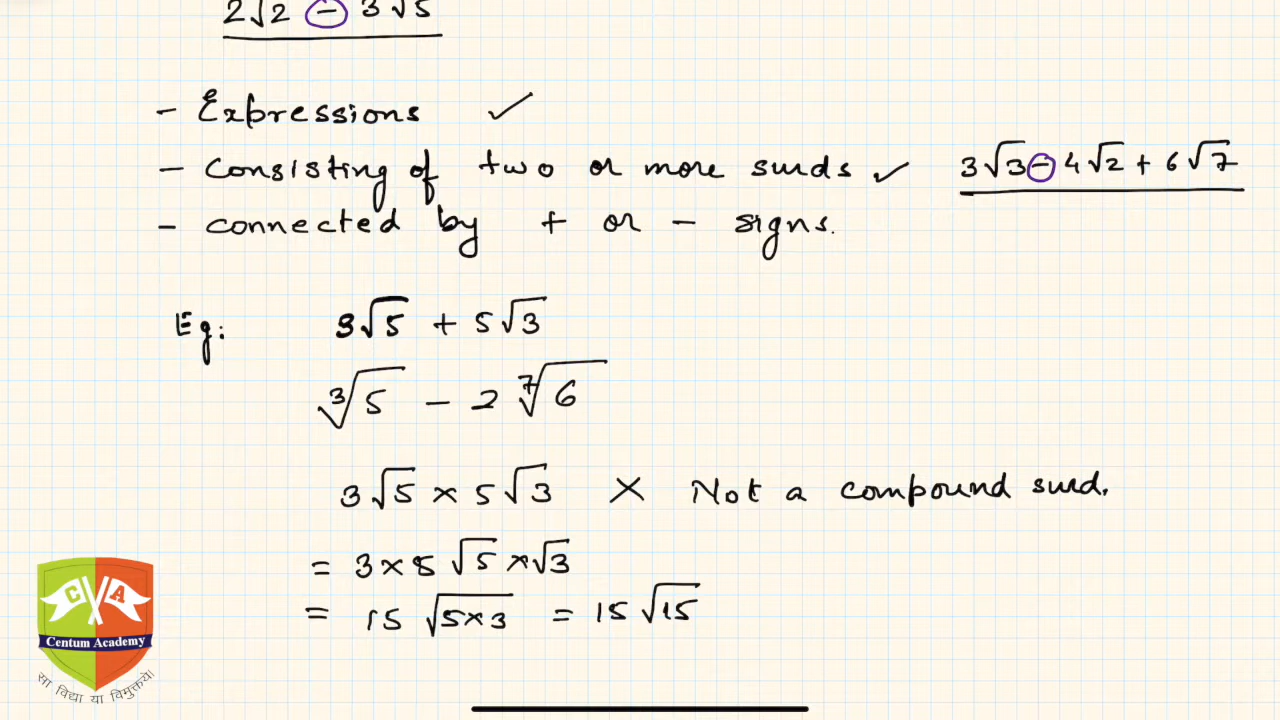 2√2 - 3√5
- Expressions ✓
- Consisting of two or more surds ✓
3√3 - 4√2 + 6√7
- connected by + or - signs.
Eg: 3√5 + 5√3
∛5 - 2 ⁷√6
3√5 × 5√3 × Not a compound surd.
= 3×5 √5 × √3
= 15 √5×3 = 15 √15
C A
Centum Academy
सा विद्या या विमुक्तये।